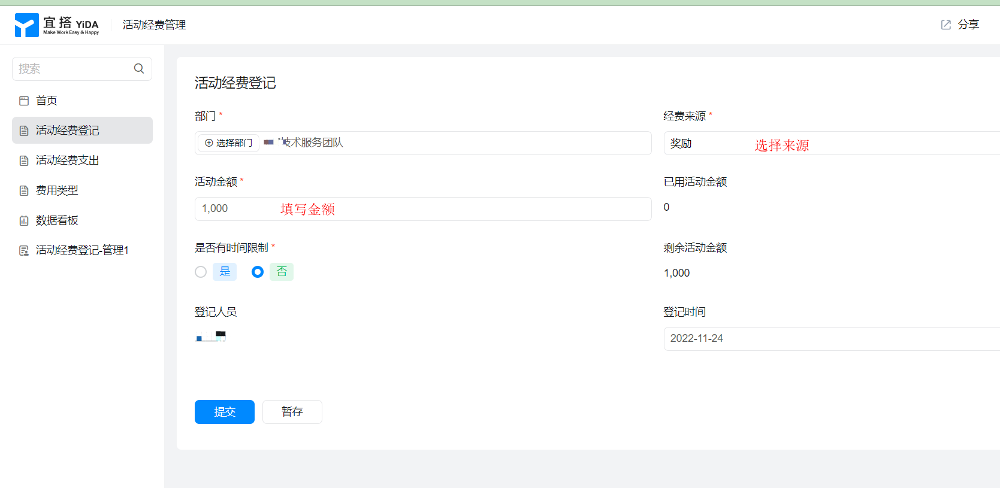 宜搭 YiDA
Make Work Easy & Happy
活动经费管理
分享
搜索
首页
活动经费登记
活动经费支出
费用类型
数据看板
活动经费登记-管理1
活动经费登记
部门 *
经费来源 *
选择部门 技术服务团队
奖励 选择来源
活动金额 *
已用活动金额
1,000 填写金额
0
是否有时间限制 *
剩余活动金额
是 否
1,000
登记人员
登记时间
2022-11-24
提交 暂存